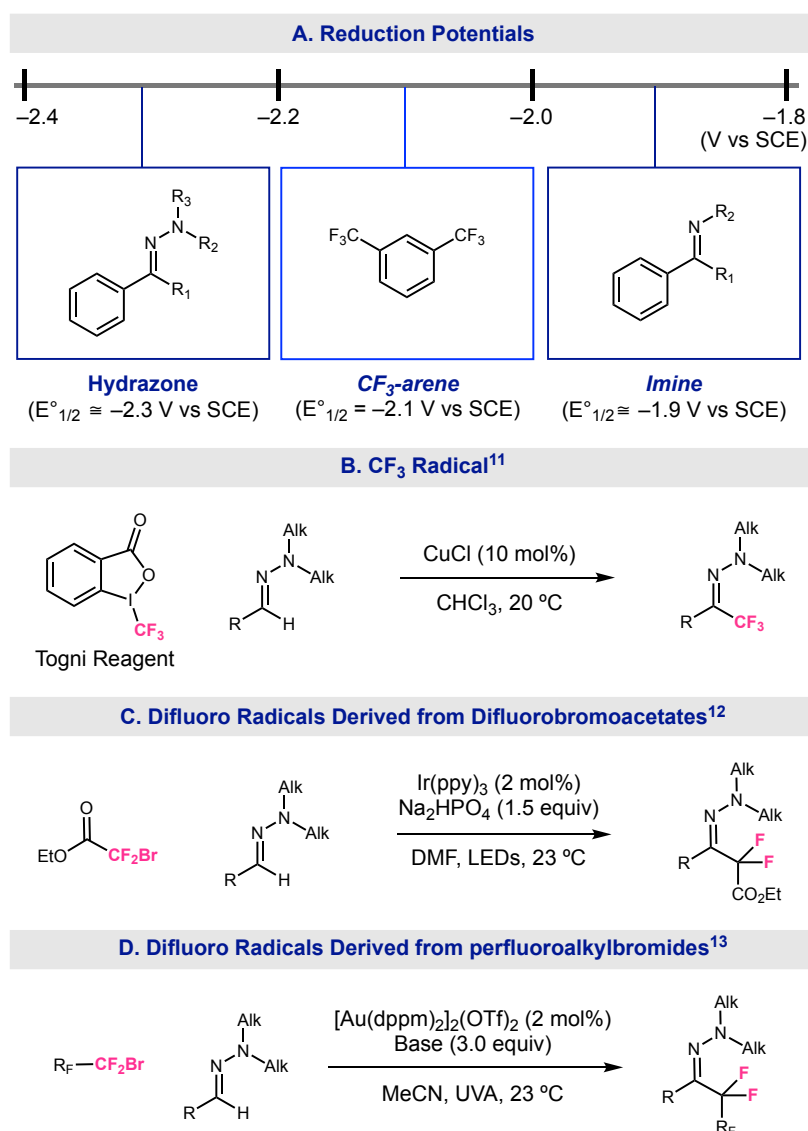 A. Reduction Potentials
–2.4 –2.2 –2.0 –1.8
(V vs SCE)
R3
N
N R2
R1
F3C CF3
N R2
R1
Hydrazone
(E°1/2 ≅ –2.3 V vs SCE)
CF3-arene
(E°1/2 = –2.1 V vs SCE)
Imine
(E°1/2 ≅ –1.9 V vs SCE)
B. CF3 Radical11
O
O
I
CF3
Togni Reagent
Alk
N
N Alk
R H
CuCl (10 mol%)
CHCl3, 20 ºC
Alk
N
N Alk
R CF3
C. Difluoro Radicals Derived from Difluorobromoacetates12
O
EtO CF2Br
Alk
N
N Alk
R H
Ir(ppy)3 (2 mol%)
Na2HPO4 (1.5 equiv)
DMF, LEDs, 23 ºC
Alk
N
N Alk
F
R F
CO2Et
D. Difluoro Radicals Derived from perfluoroalkylbromides13
RF CF2Br
Alk
N
N Alk
R H
[Au(dppm)2]2(OTf)2 (2 mol%)
Base (3.0 equiv)
MeCN, UVA, 23 ºC
Alk
N
N Alk
F
R F
RF